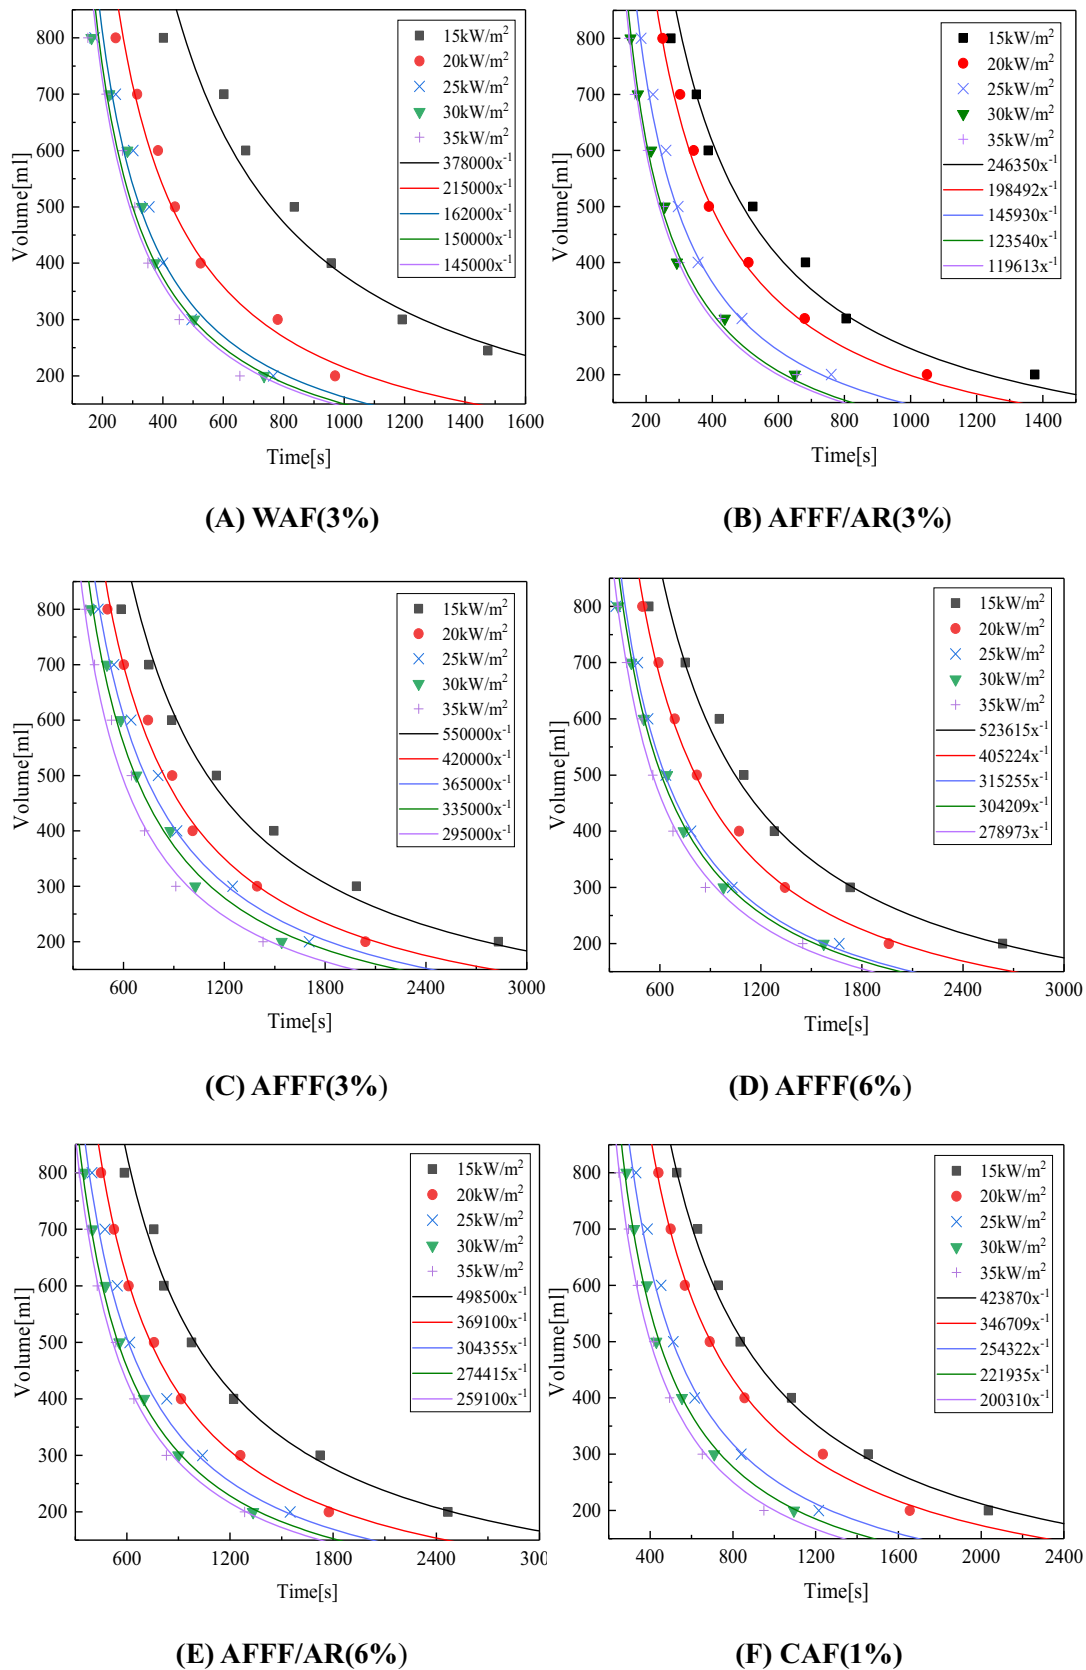 800
700
600
500
400
300
200
200 400 600 800 1000 1200 1400 1600
Volume[ml]
Time[s]
15kW/m²
20kW/m²
25kW/m²
30kW/m²
35kW/m²
378000x⁻¹
215000x⁻¹
162000x⁻¹
150000x⁻¹
145000x⁻¹
(A) WAF(3%)
800
700
600
500
400
300
200
200 400 600 800 1000 1200 1400
Volume[ml]
Time[s]
15kW/m²
20kW/m²
25kW/m²
30kW/m²
35kW/m²
246350x⁻¹
198492x⁻¹
145930x⁻¹
123540x⁻¹
119613x⁻¹
(B) AFFF/AR(3%)
800
700
600
500
400
300
200
600 1200 1800 2400 3000
Volume[ml]
Time[s]
15kW/m²
20kW/m²
25kW/m²
30kW/m²
35kW/m²
550000x⁻¹
420000x⁻¹
365000x⁻¹
335000x⁻¹
295000x⁻¹
(C) AFFF(3%)
800
700
600
500
400
300
200
600 1200 1800 2400 3000
Volume[ml]
Time[s]
15kW/m²
20kW/m²
25kW/m²
30kW/m²
35kW/m²
523615x⁻¹
405224x⁻¹
315255x⁻¹
304209x⁻¹
278973x⁻¹
(D) AFFF(6%)
800
700
600
500
400
300
200
600 1200 1800 2400 300
Volume[ml]
Time[s]
15kW/m²
20kW/m²
25kW/m²
30kW/m²
35kW/m²
498500x⁻¹
369100x⁻¹
304355x⁻¹
274415x⁻¹
259100x⁻¹
(E) AFFF/AR(6%)
800
700
600
500
400
300
200
400 800 1200 1600 2000 2400
Volume[ml]
Time[s]
15kW/m²
20kW/m²
25kW/m²
30kW/m²
35kW/m²
423870x⁻¹
346709x⁻¹
254322x⁻¹
221935x⁻¹
200310x⁻¹
(F) CAF(1%)